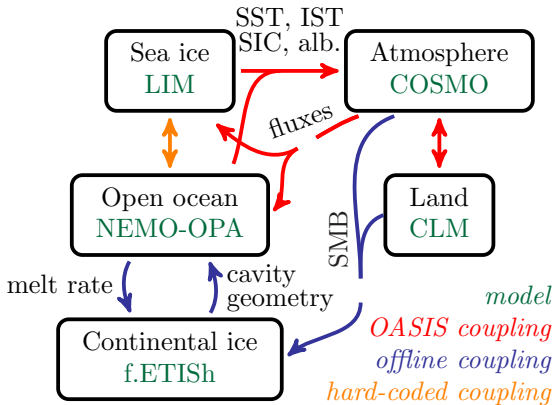 SST, IST
SIC, alb.
Sea ice
LIM
Atmosphere
COSMO
fluxes
Open ocean
NEMO-OPA
Land
CLM
SMB
melt rate
cavity
geometry
Continental ice
f.ETISh
model
OASIS coupling
offline coupling
hard-coded coupling